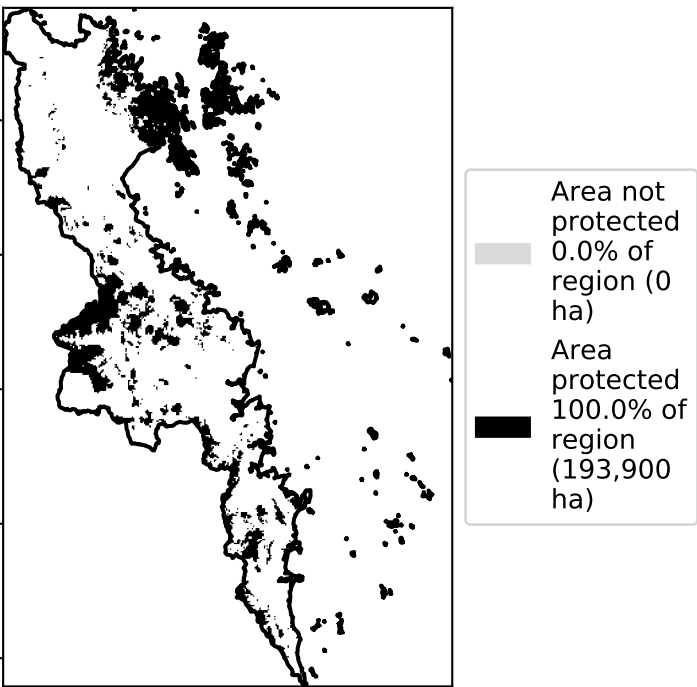 Area not
protected
0.0% of
region (0
ha)
Area
protected
100.0% of
region
(193,900
ha)